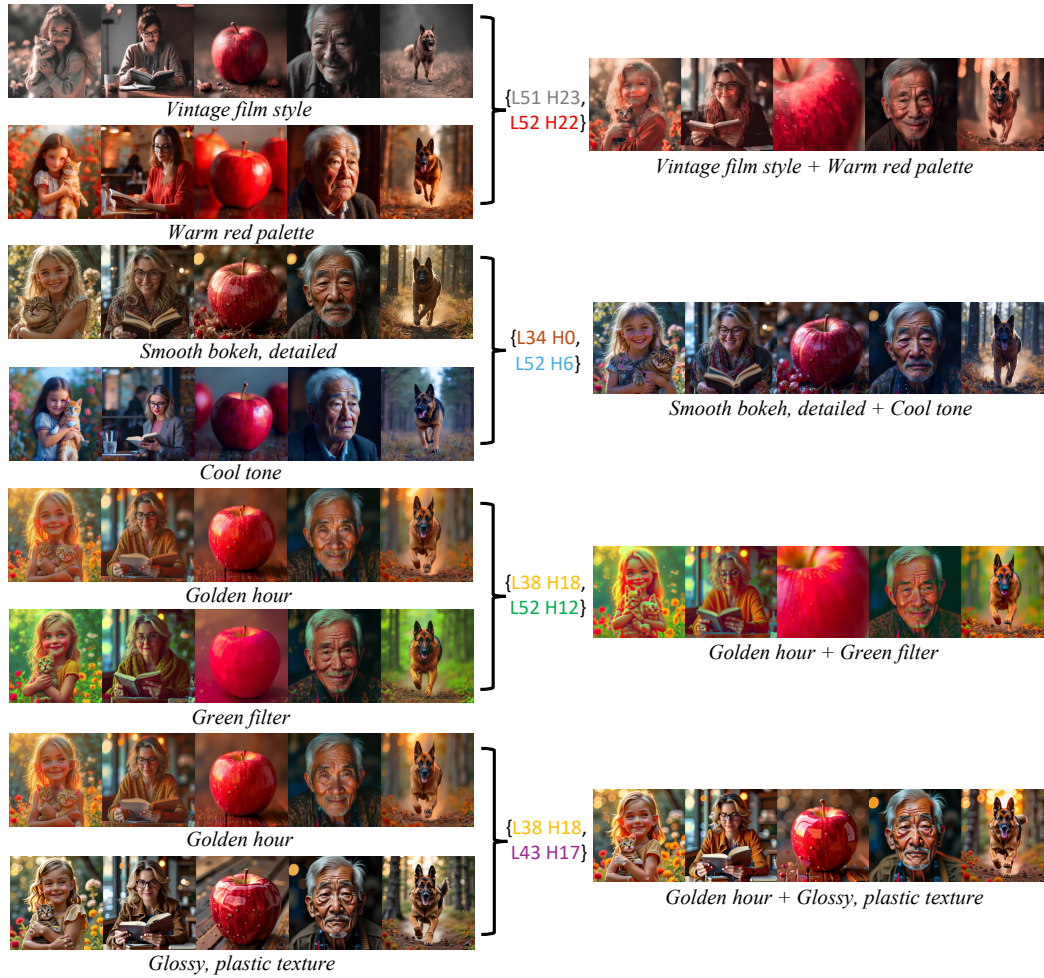 Vintage film style
{L51 H23,
L52 H22}
Vintage film style + Warm red palette
Warm red palette
Smooth bokeh, detailed
{L34 H0,
L52 H6}
Smooth bokeh, detailed + Cool tone
Cool tone
Golden hour
{L38 H18,
L52 H12}
Golden hour + Green filter
Green filter
Golden hour
{L38 H18,
L43 H17}
Golden hour + Glossy, plastic texture
Glossy, plastic texture